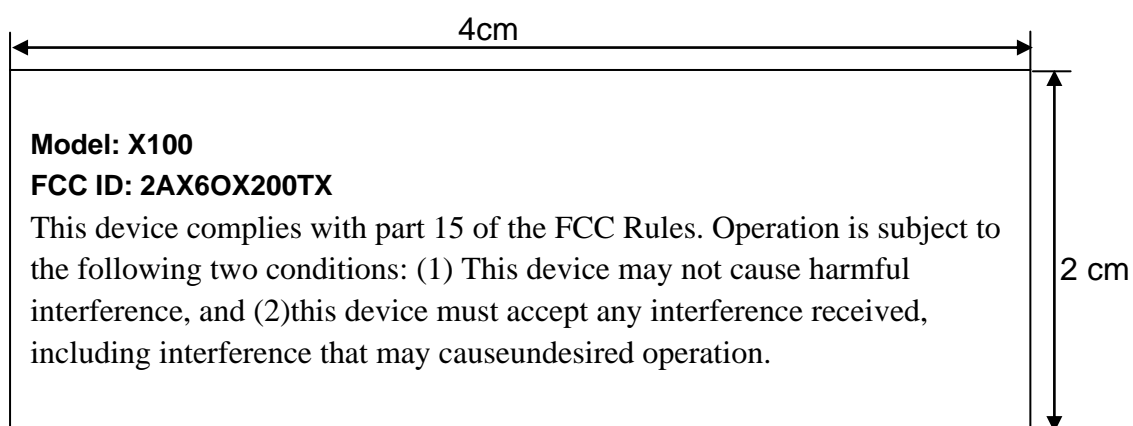 4cm
Model: X100
FCC ID: 2AX6OX200TX
This device complies with part 15 of the FCC Rules. Operation is subject to
the following two conditions: (1) This device may not cause harmful
interference, and (2)this device must accept any interference received,
including interference that may causeundesired operation.
2 cm